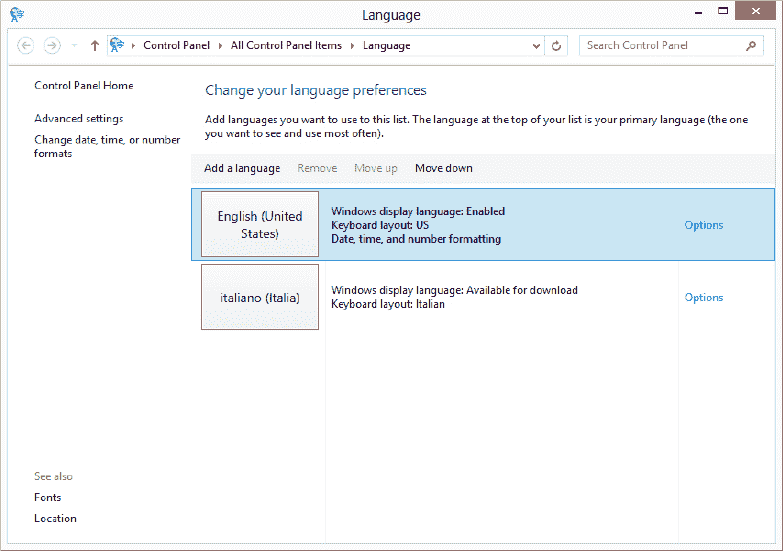 Language
Control Panel
All Control Panel Items
Language
Search Control Panel
Control Panel Home
Advanced settings
Change date, time, or number
formats
Change your language preferences
Add languages you want to use to this list. The language at the top of your list is your primary language (the one
you want to see and use most often).
Add a language
Remove
Move up
Move down
English (United
States)
Windows display language: Enabled
Keyboard layout: US
Date, time, and number formatting
Options
italiano (Italia)
Windows display language: Available for download
Keyboard layout: Italian
Options
See also
Fonts
Location